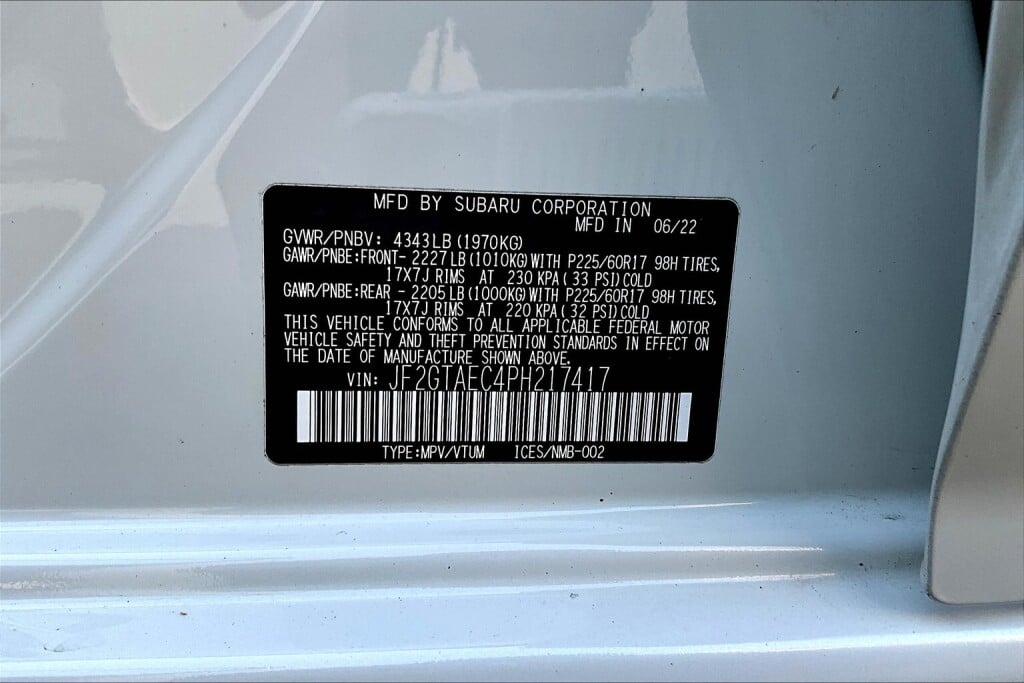 MFD BY SUBARU CORPORATION
MFD IN 06/22
GVWR/PNBV: 4343LB (1970KG)
GAWR/PNBE:FRONT- 2227LB (1010KG) WITH P225/60R17 98H TIRES,
17X7J RIMS AT 230 KPA ( 33 PSI) COLD
GAWR/PNBE:REAR - 2205LB (1000KG) WITH P225/60R17 98H TIRES,
17X7J RIMS AT 220 KPA ( 32 PSI) COLD
THIS VEHICLE CONFORMS TO ALL APPLICABLE FEDERAL MOTOR
VEHICLE SAFETY AND THEFT PREVENTION STANDARDS IN EFFECT ON
THE DATE OF MANUFACTURE SHOWN ABOVE.
VIN: JF2GTAEC4PH217417
TYPE:MPV/VTUM ICES/NMB-002